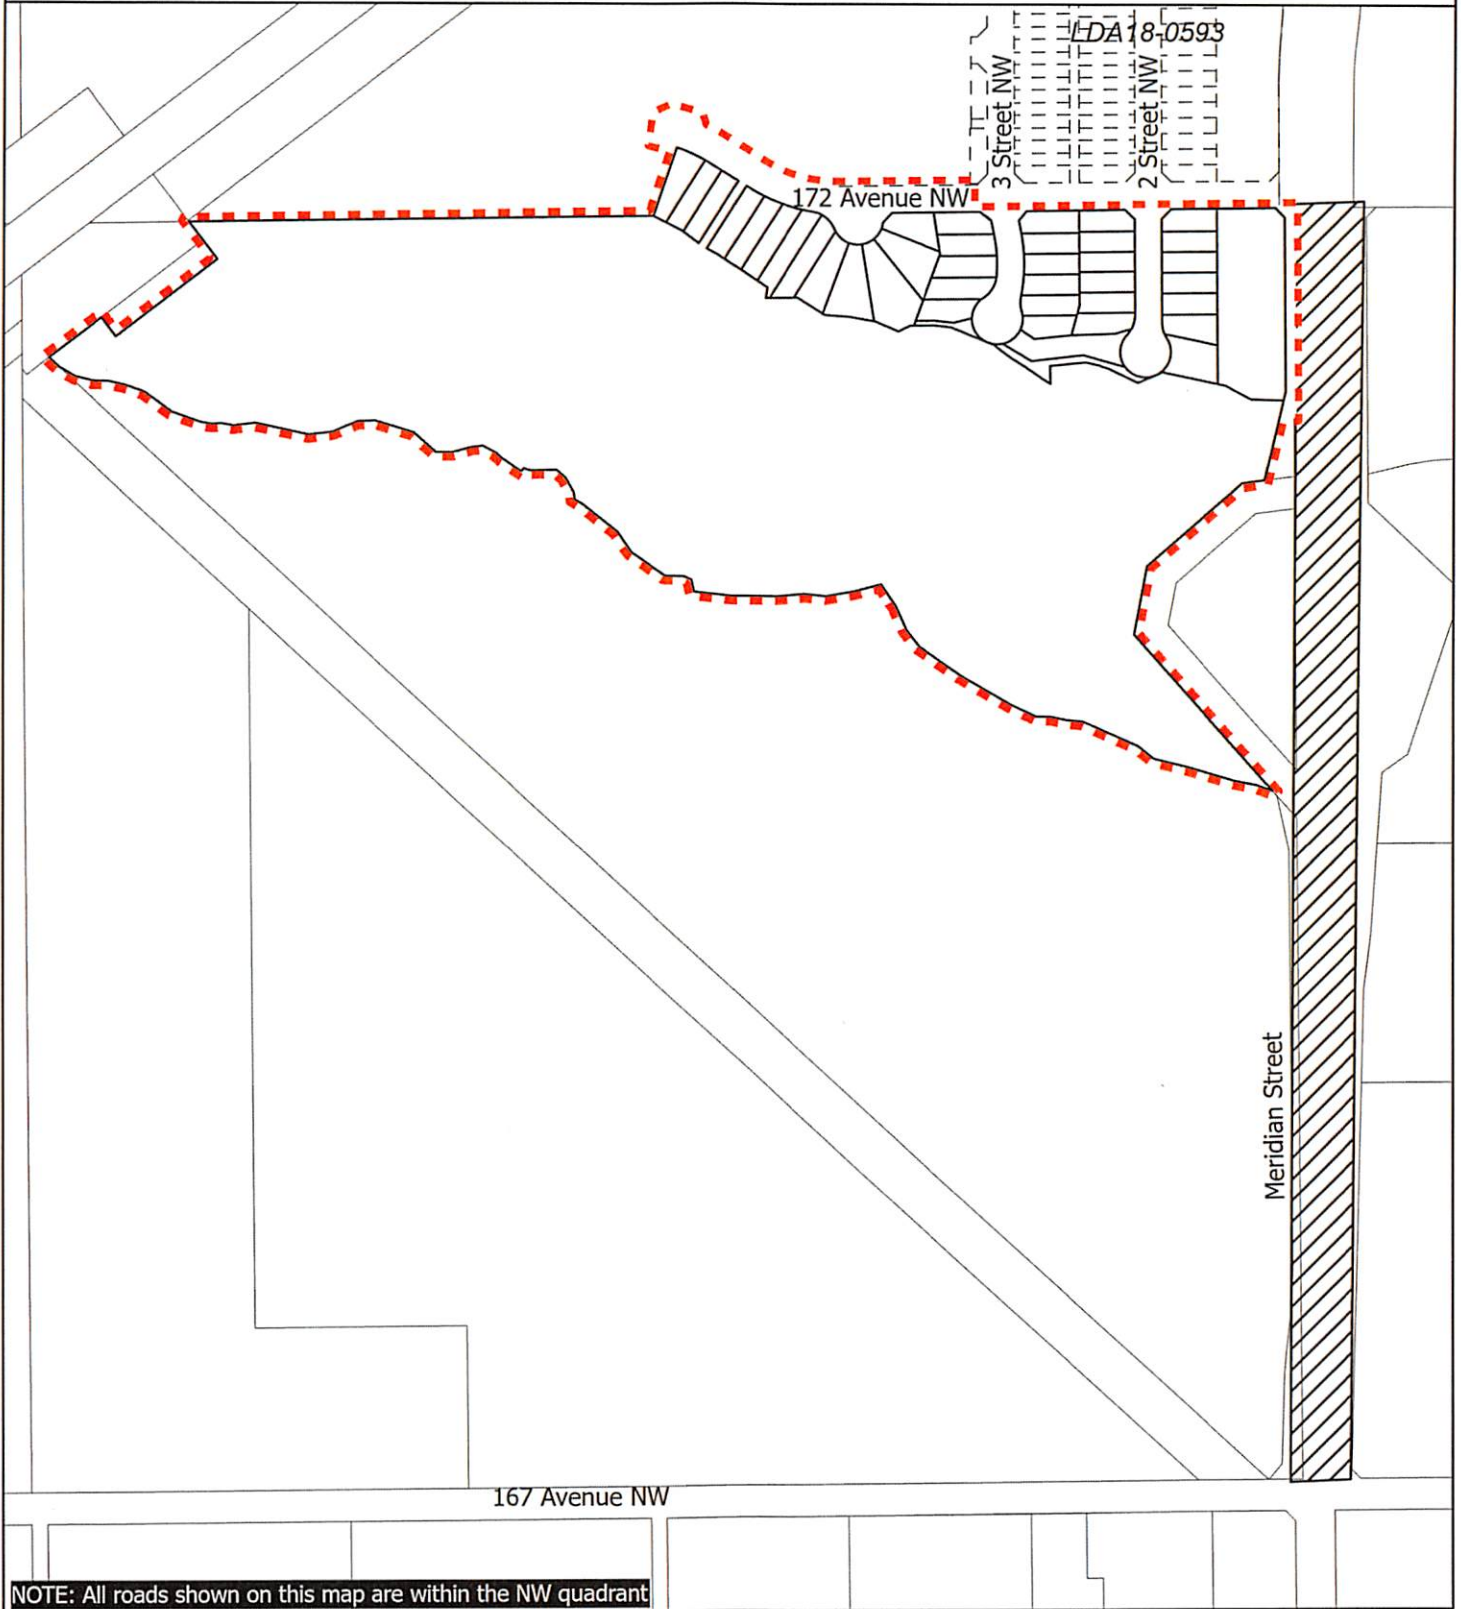 LDA18-0593
3 Street NW
2 Street NW
172 Avenue NW
Meridian Street
167 Avenue NW
NOTE: All roads shown on this map are within the NW quadrant